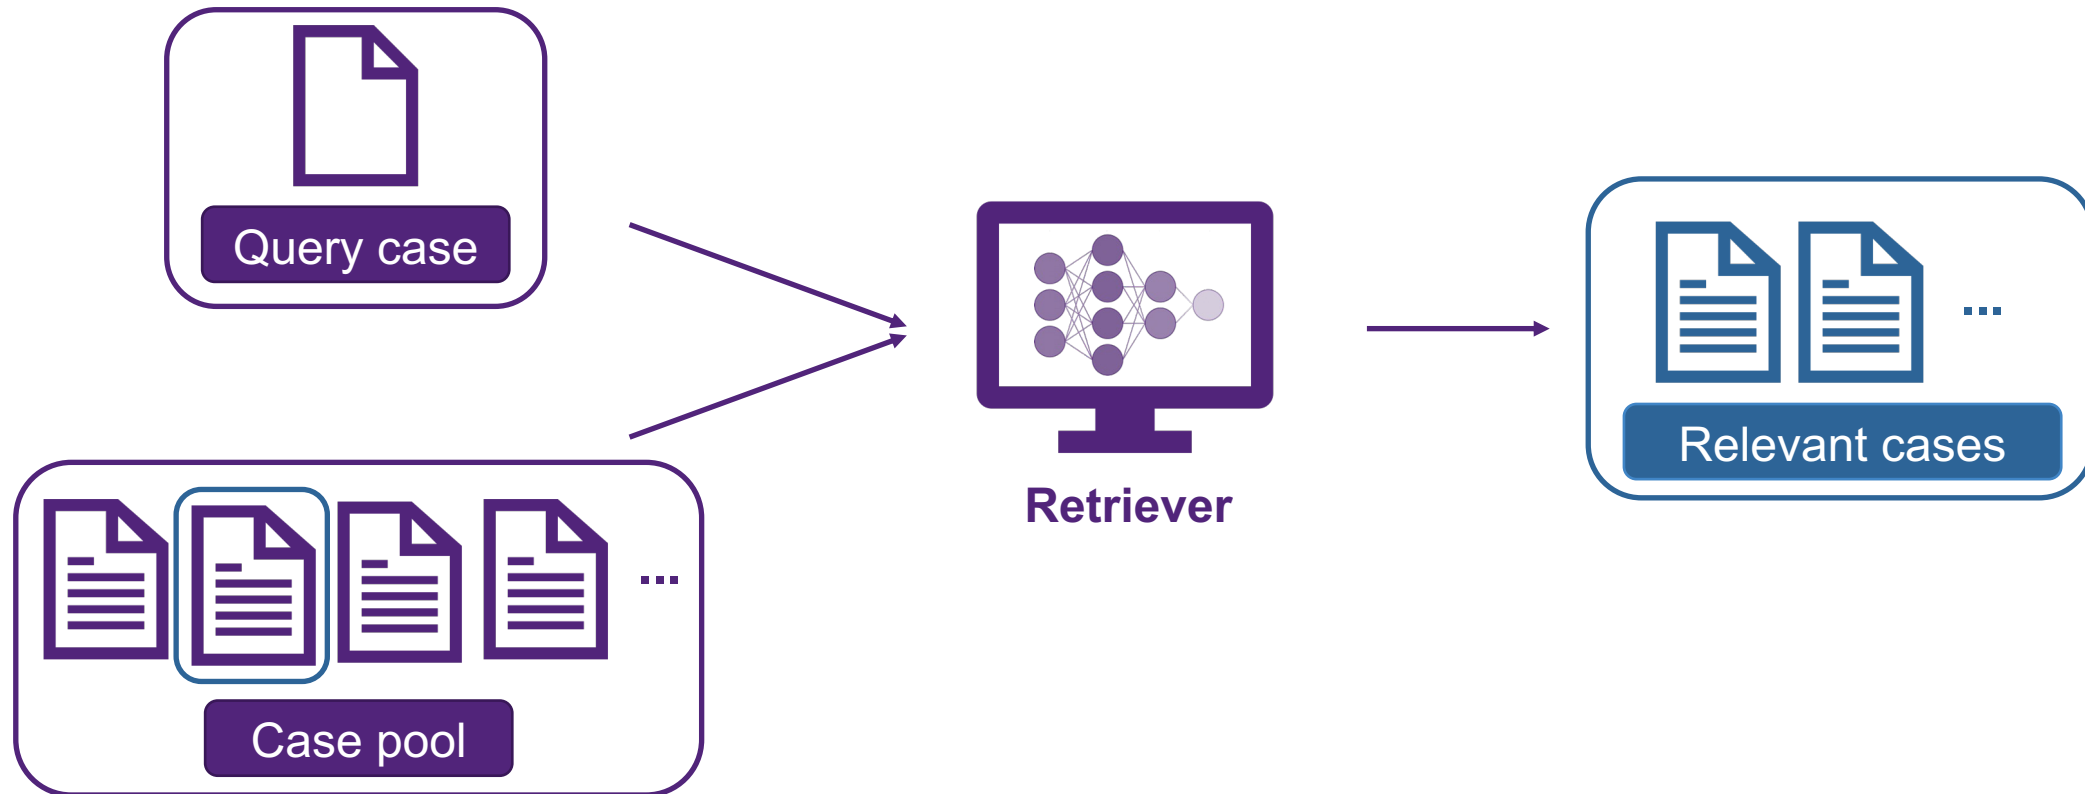 Query case
Case pool
...
Retriever
Relevant cases
...